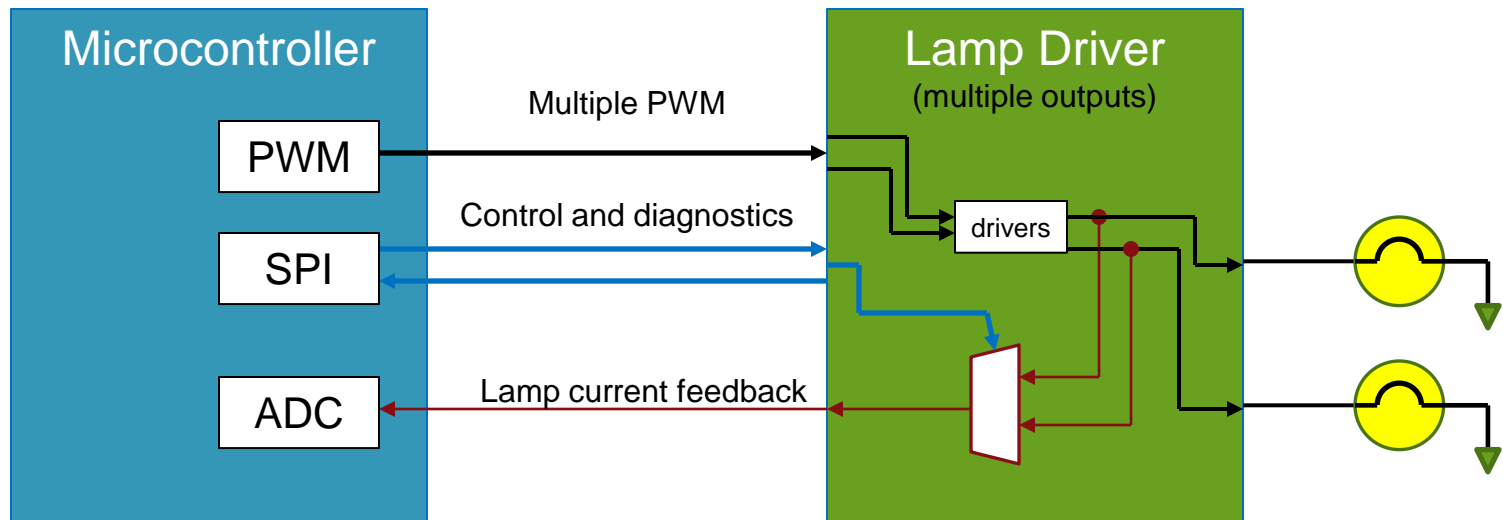 Microcontroller
Lamp Driver
(multiple outputs)
Multiple PWM
PWM
drivers
Control and diagnostics
SPI
Lamp current feedback
ADC